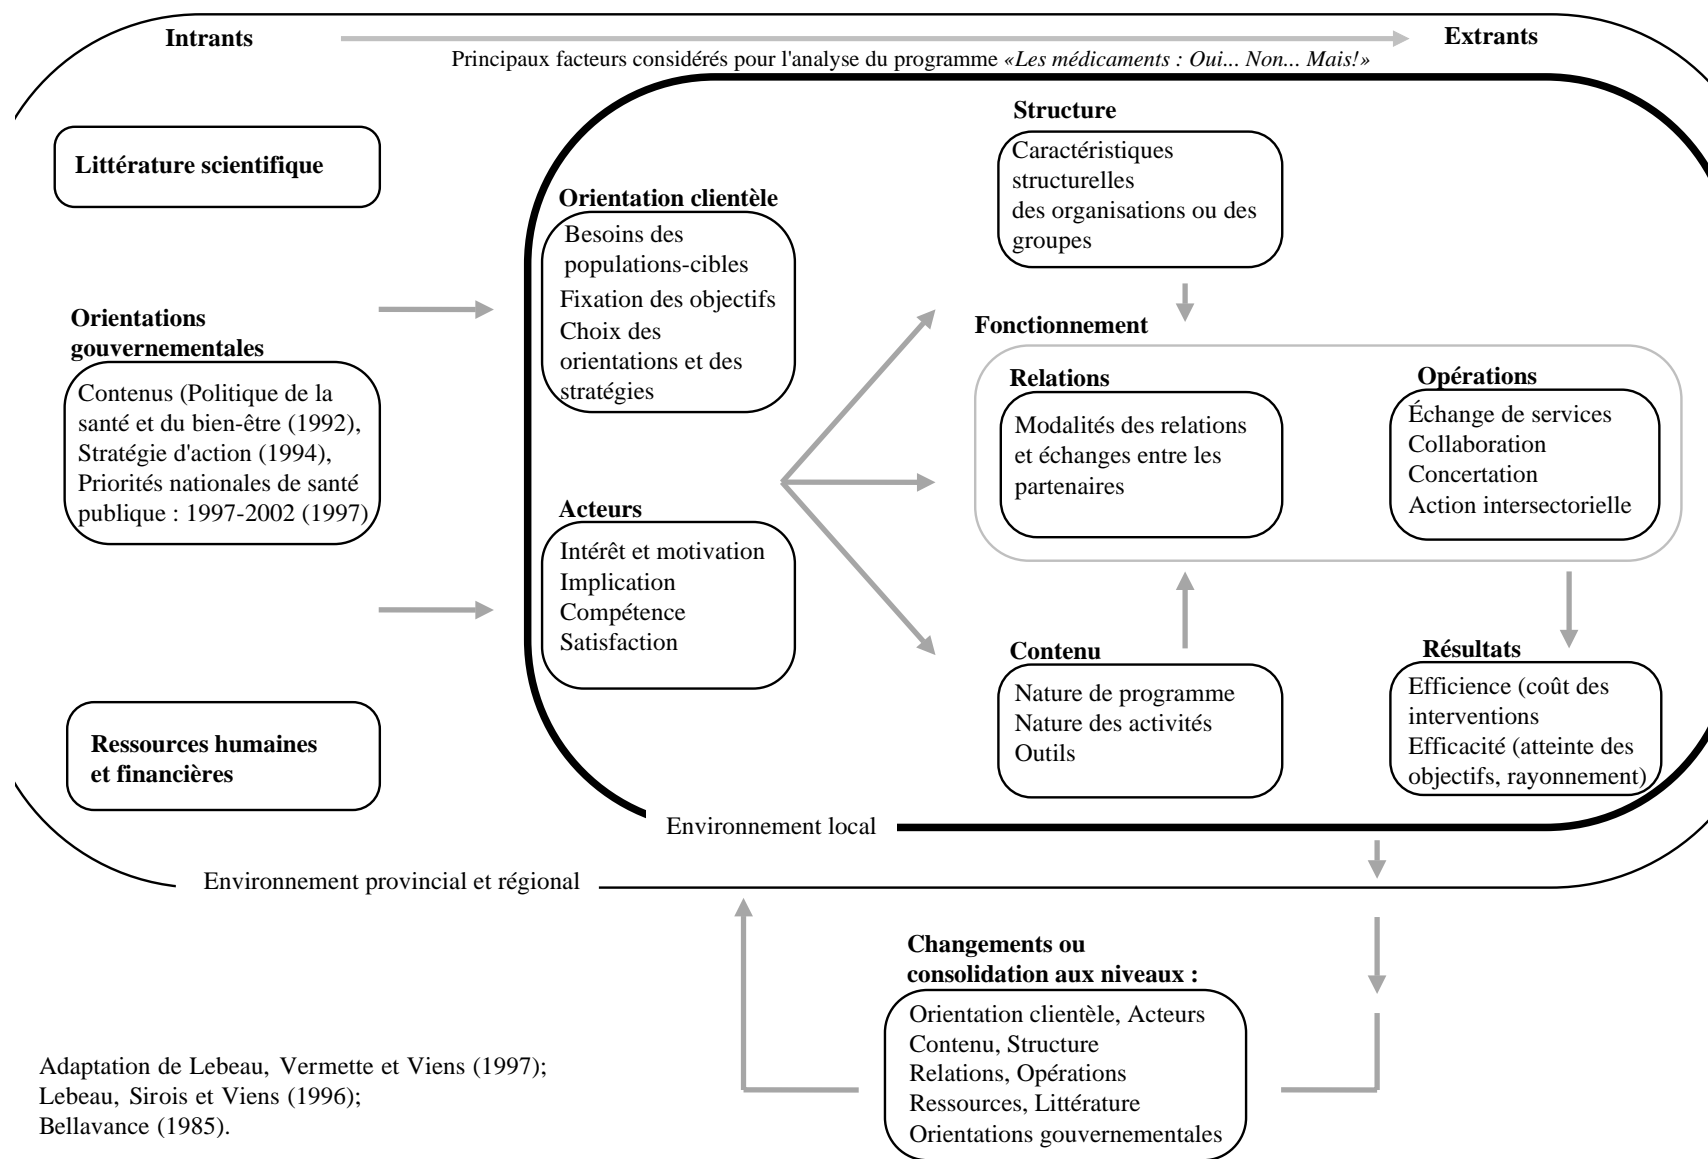 Intrants
Extrants
Principaux facteurs considérés pour l'analyse du programme «Les médicaments : Oui... Non... Mais!»
Littérature scientifique
Orientations
gouvernementales
Contenus (Politique de la
santé et du bien-être (1992),
Stratégie d'action (1994),
Priorités nationales de santé
publique : 1997-2002 (1997)
Ressources humaines
et financières
Orientation clientèle
Besoins des
populations-cibles
Fixation des objectifs
Choix des
orientations et des
stratégies
Acteurs
Intérêt et motivation
Implication
Compétence
Satisfaction
Structure
Caractéristiques
structurelles
des organisations ou des
groupes
Fonctionnement
Relations
Modalités des relations
et échanges entre les
partenaires
Opérations
Échange de services
Collaboration
Concertation
Action intersectorielle
Contenu
Nature de programme
Nature des activités
Outils
Résultats
Efficience (coût des
interventions
Efficacité (atteinte des
objectifs, rayonnement)
Environnement local
Environnement provincial et régional
Changements ou
consolidation aux niveaux :
Orientation clientèle, Acteurs
Contenu, Structure
Relations, Opérations
Ressources, Littérature
Orientations gouvernementales
Adaptation de Lebeau, Vermette et Viens (1997);
Lebeau, Sirois et Viens (1996);
Bellavance (1985).